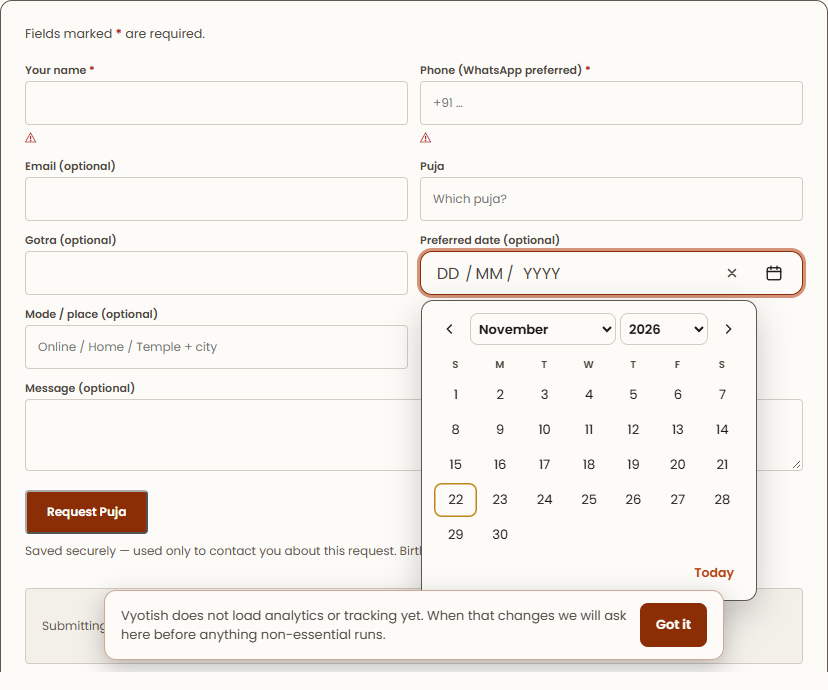 Fields marked * are required.
Your name *
Phone (WhatsApp preferred) *
+91 ...
Email (optional)
Puja
Which puja?
Gotra (optional)
Preferred date (optional)
DD / MM / YYYY
Mode / place (optional)
Online / Home / Temple + city
November 2026
S M T W T F S
1 2 3 4 5 6 7
8 9 10 11 12 13 14
15 16 17 18 19 20 21
22 23 24 25 26 27 28
29 30
Today
Message (optional)
Request Puja
Saved securely — used only to contact you about this request.
Submitting
Vyotish does not load analytics or tracking yet. When that changes we will ask
here before anything non-essential runs.
Got it